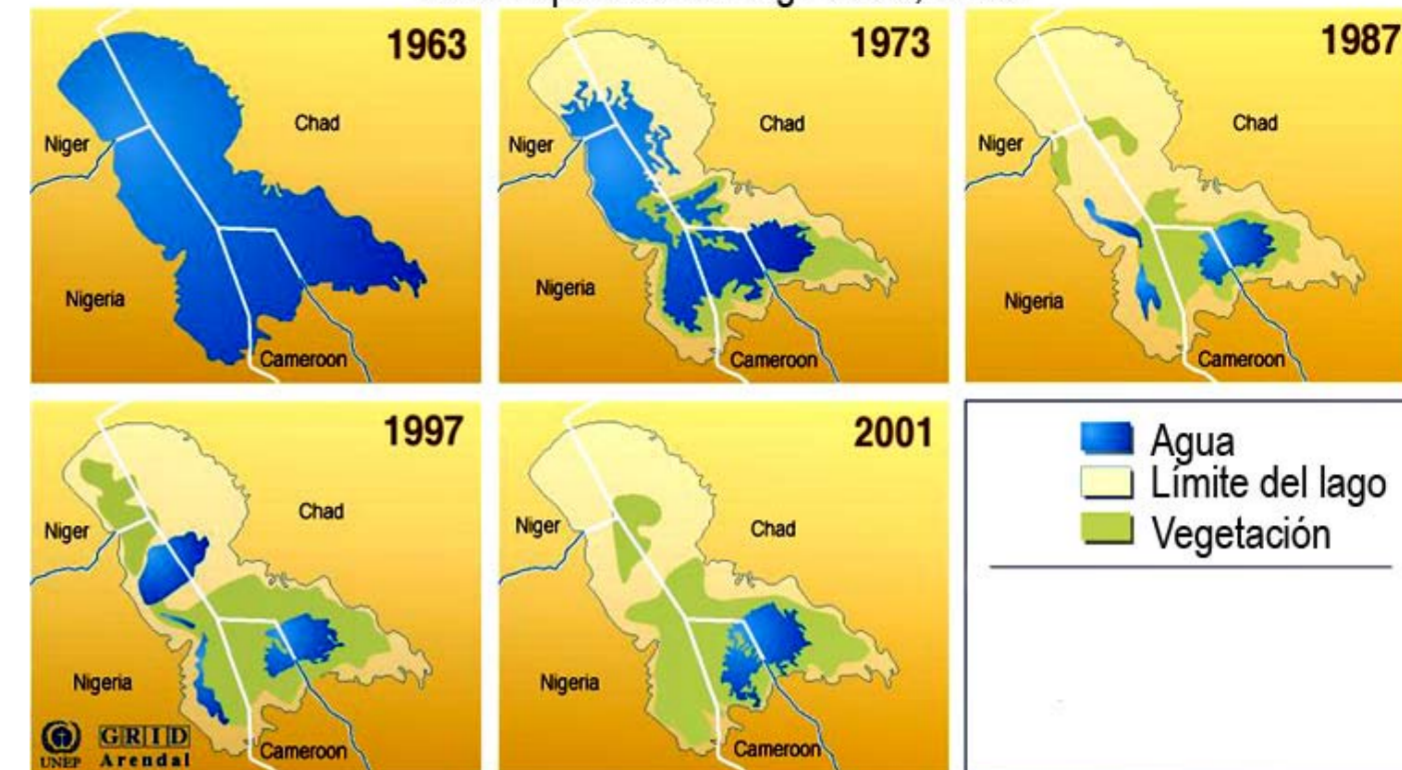 1963
Chad
Niger
Nigeria
Cameroon
1973
Chad
Niger
Nigeria
Cameroon
1987
Chad
Niger
Nigeria
Cameroon
1997
Chad
Niger
Nigeria
Cameroon
UNEP
GRID
Arendal
2001
Chad
Niger
Nigeria
Cameroon
Agua
Límite del lago
Vegetación